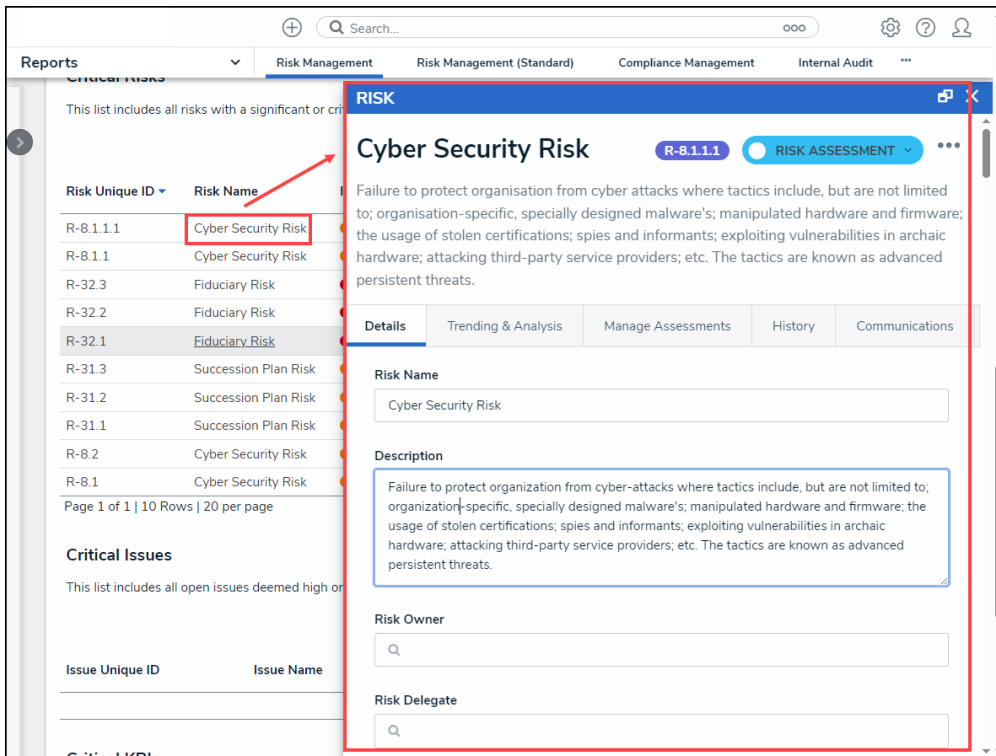 Search...
ooo
Reports
Risk Management
Risk Management (Standard)
Compliance Management
Internal Audit
Critical Risks
This list includes all risks with a significant or cri
Risk Unique ID
Risk Name
R-8.1.1.1 Cyber Security Risk
R-8.1.1 Cyber Security Risk
R-32.3 Fiduciary Risk
R-32.2 Fiduciary Risk
R-32.1 Fiduciary Risk
R-31.3 Succession Plan Risk
R-31.2 Succession Plan Risk
R-31.1 Succession Plan Risk
R-8.2 Cyber Security Risk
R-8.1 Cyber Security Risk
Page 1 of 1 | 10 Rows | 20 per page
Critical Issues
This list includes all open issues deemed high or
Issue Unique ID
Issue Name
RISK
Cyber Security Risk
R-8.1.1.1
RISK ASSESSMENT
Failure to protect organisation from cyber attacks where tactics include, but are not limited
to; organisation-specific, specially designed malware's; manipulated hardware and firmware;
the usage of stolen certifications; spies and informants; exploiting vulnerabilities in archaic
hardware; attacking third-party service providers; etc. The tactics are known as advanced
persistent threats.
Details
Trending & Analysis
Manage Assessments
History
Communications
Risk Name
Cyber Security Risk
Description
Failure to protect organization from cyber-attacks where tactics include, but are not limited to;
organization-specific, specially designed malware's; manipulated hardware and firmware; the
usage of stolen certifications; spies and informants; exploiting vulnerabilities in archaic
hardware; attacking third-party service providers; etc. The tactics are known as advanced
persistent threats.
Risk Owner
Risk Delegate